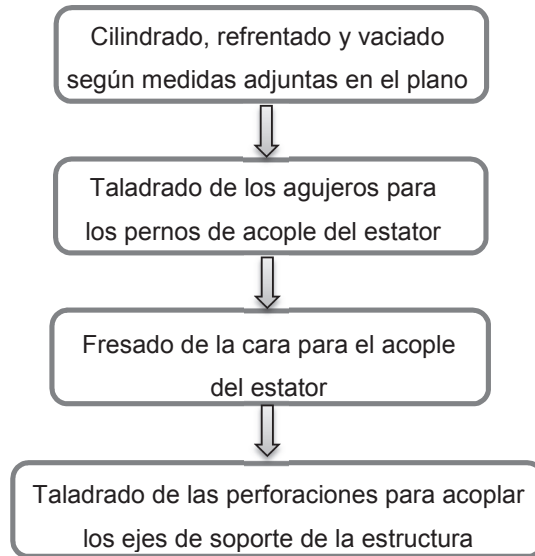 Cilindrado, refrentado y vaciado
según medidas adjuntas en el plano
Taladrado de los agujeros para
los pernos de acople del estator
Fresado de la cara para el acople
del estator
Taladrado de las perforaciones para acoplar
los ejes de soporte de la estructura